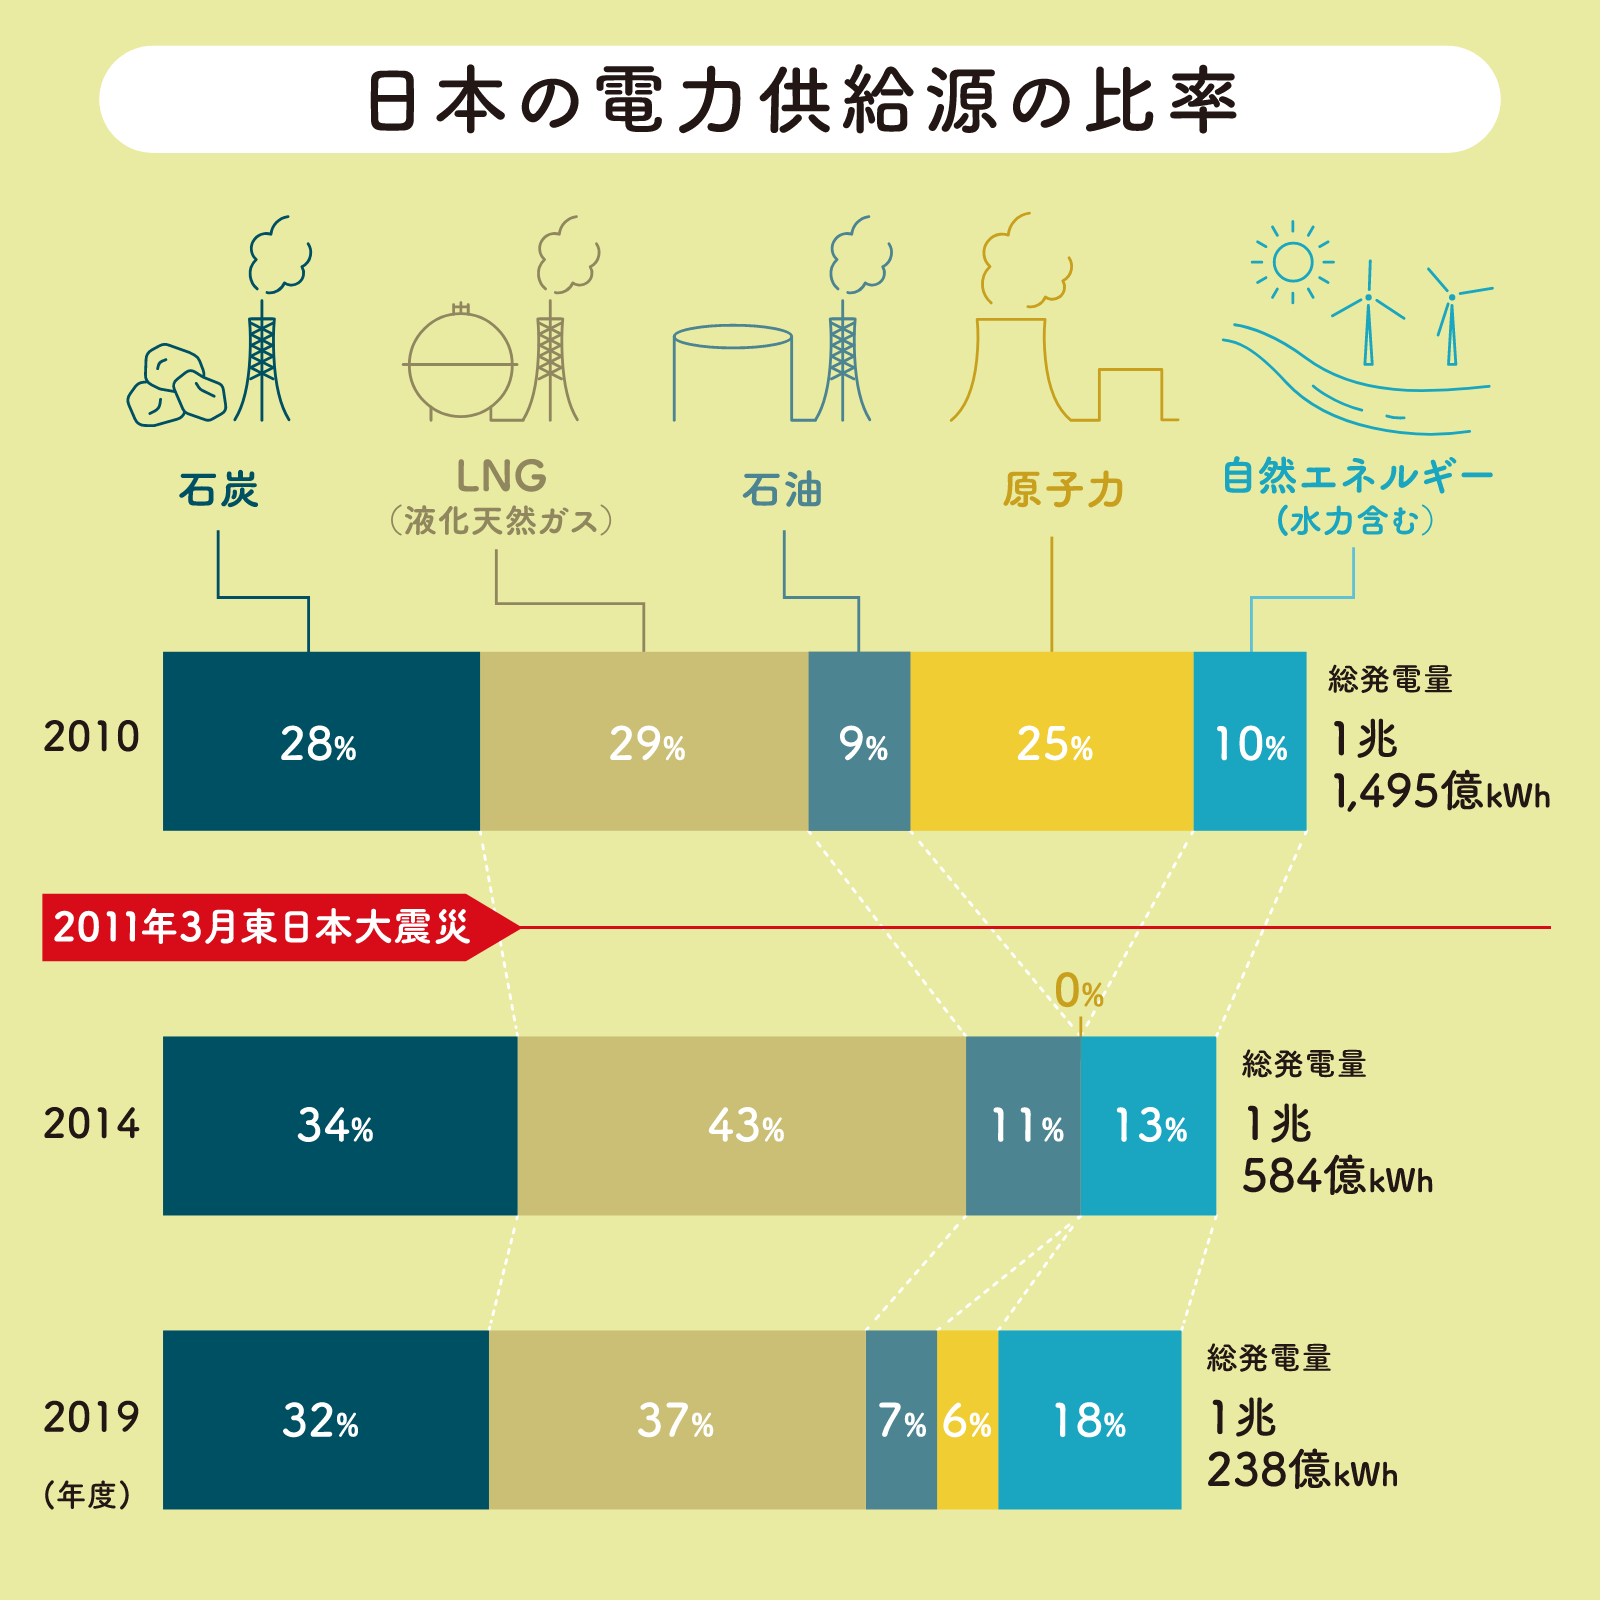 日本の電力供給源の比率
石炭
LNG
（液化天然ガス）
石油
原子力
自然エネルギー
（水力含む）
2010
28%
29%
9%
25%
10%
総発電量
1兆
1,495億kWh
2011年3月東日本大震災
0%
2014
34%
43%
11%
13%
総発電量
1兆
584億kWh
2019
（年度）
32%
37%
7%
6%
18%
総発電量
1兆
238億kWh